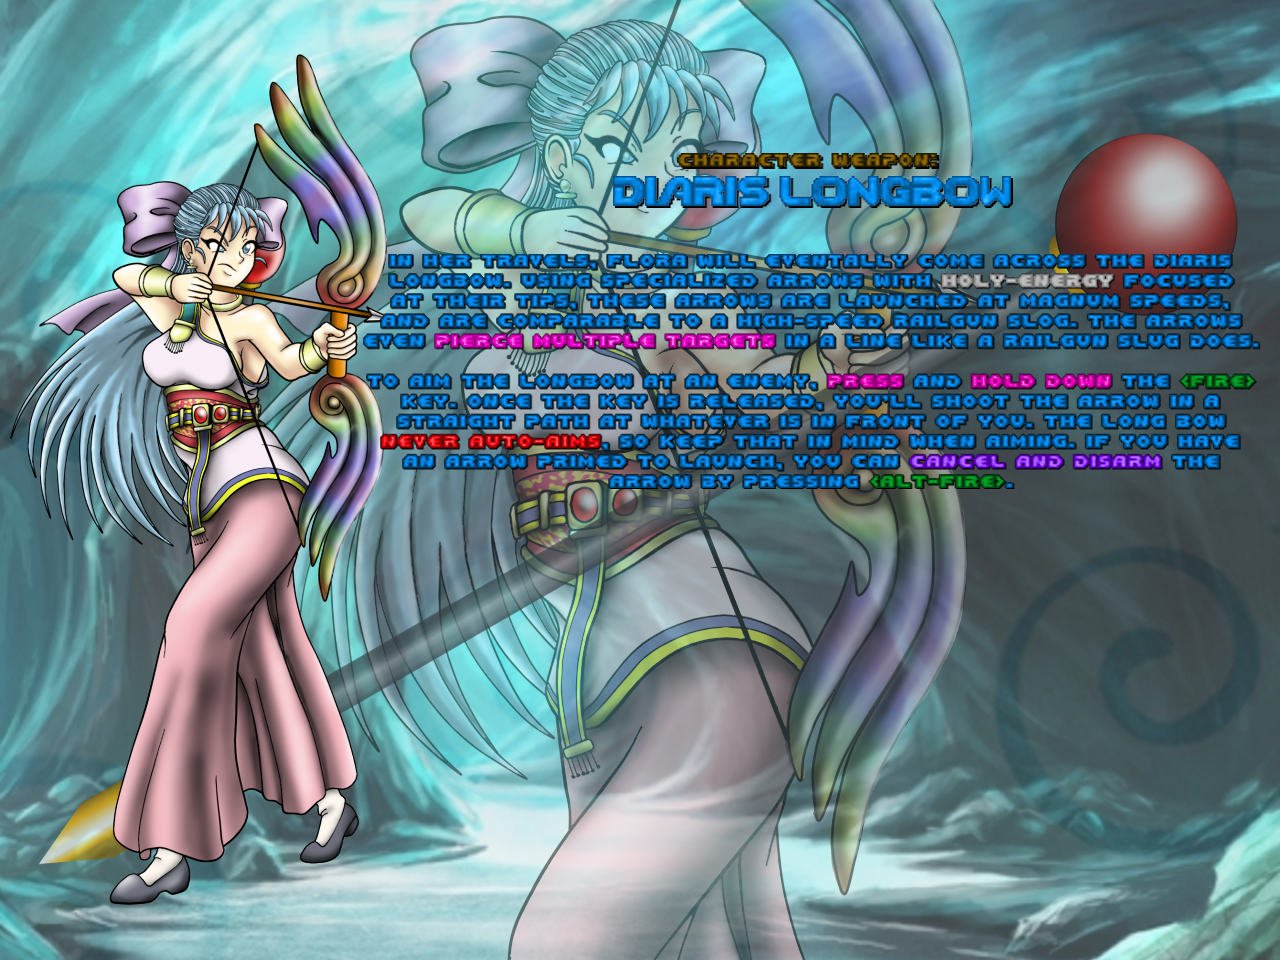 CHARACTER WEAPON:
DIARIS LONGBOW
IN HER TRAVELS, FLORA WILL EVENTALLY COME ACROSS THE DIARIS
LONGBOW. USING SPECIALIZED ARROWS WITH HOLY-ENERGY FOCUSED
AT THEIR TIPS, THESE ARROWS ARE LAUNCHED AT MAGNUM SPEEDS,
AND ARE COMPARABLE TO A HIGH-SPEED RAILGUN SLOG. THE ARROWS
EVEN PIERCE MULTIPLE TARGETS IN A LINE LIKE A RAILGUN SLUG DOES.
TO AIM THE LONGBOW AT AN ENEMY, PRESS AND HOLD DOWN THE <FIRE>
KEY. ONCE THE KEY IS RELEASED, YOU'LL SHOOT THE ARROW IN A
STRAIGHT PATH AT WHATEVER IS IN FRONT OF YOU. THE LONG BOW
NEVER AUTO-AIMS, SO KEEP THAT IN MIND WHEN AIMING. IF YOU HAVE
AN ARROW PRIMED TO LAUNCH, YOU CAN CANCEL AND DISARM THE
ARROW BY PRESSING <ALT-FIRE>.